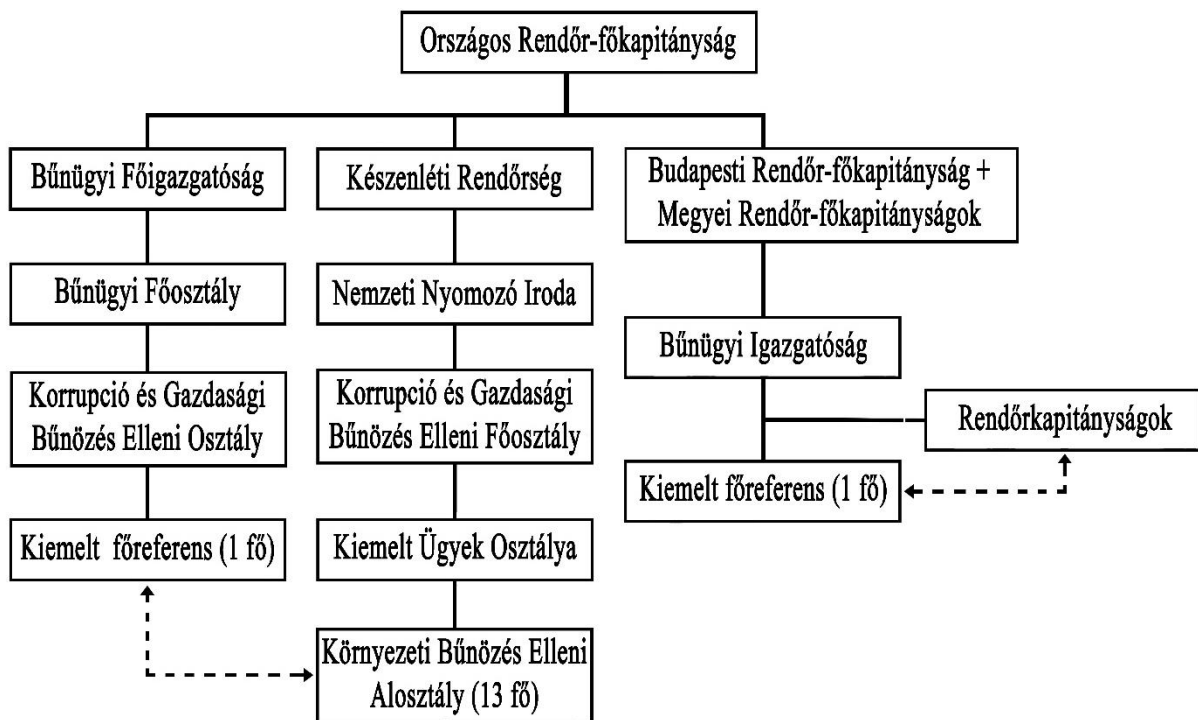 Országos Rendőr-főkapitányság
Bűnügyi Főigazgatóság
Bűnügyi Főosztály
Korrupció és Gazdasági
Bűnözés Elleni Osztály
Kiemelt főreferens (1 fő)
Készenléti Rendőrség
Nemzeti Nyomozó Iroda
Korrupció és Gazdasági
Bűnözés Elleni Főosztály
Kiemelt Ügyek Osztálya
Környezeti Bűnözés Elleni
Alosztály (13 fő)
Budapesti Rendőr-főkapitányság +
Megyei Rendőr-főkapitányságok
Bűnügyi Igazgatóság
Rendőrkapitányságok
Kiemelt főreferens (1 fő)